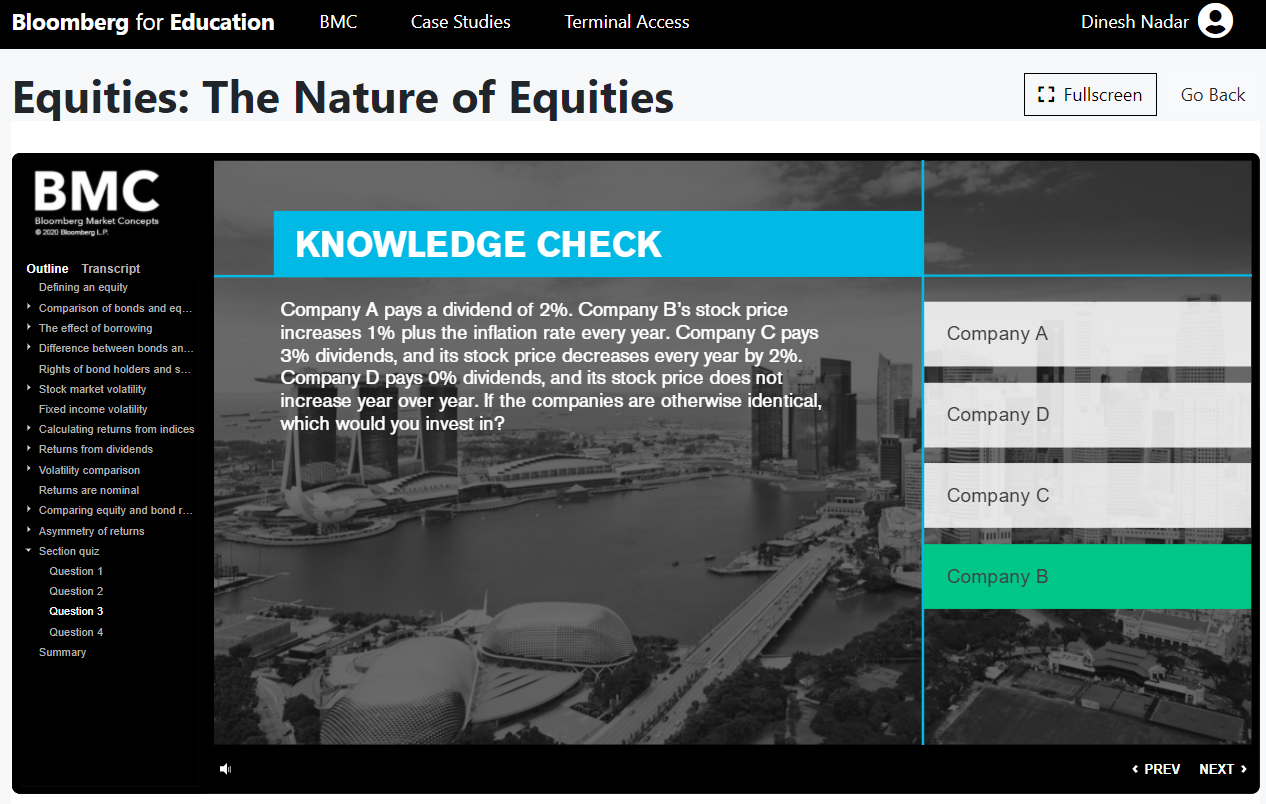 Bloomberg for Education
BMC
Case Studies
Terminal Access
Dinesh Nadar
Equities: The Nature of Equities
Fullscreen
Go Back
BMC
Bloomberg Market Concepts
© 2020 Bloomberg L.P.
Outline
Transcript
Defining an equity
Comparison of bonds and eq...
The effect of borrowing
Difference between bonds an...
Rights of bond holders and s...
Stock market volatility
Fixed income volatility
Calculating returns from indices
Returns from dividends
Volatility comparison
Returns are nominal
Comparing equity and bond r...
Asymmetry of returns
Section quiz
Question 1
Question 2
Question 3
Question 4
Summary
KNOWLEDGE CHECK
Company A pays a dividend of 2%. Company B's stock price
increases 1% plus the inflation rate every year. Company C pays
3% dividends, and its stock price decreases every year by 2%.
Company D pays 0% dividends, and its stock price does not
increase year over year. If the companies are otherwise identical,
which would you invest in?
Company A
Company D
Company C
Company B
PREV
NEXT